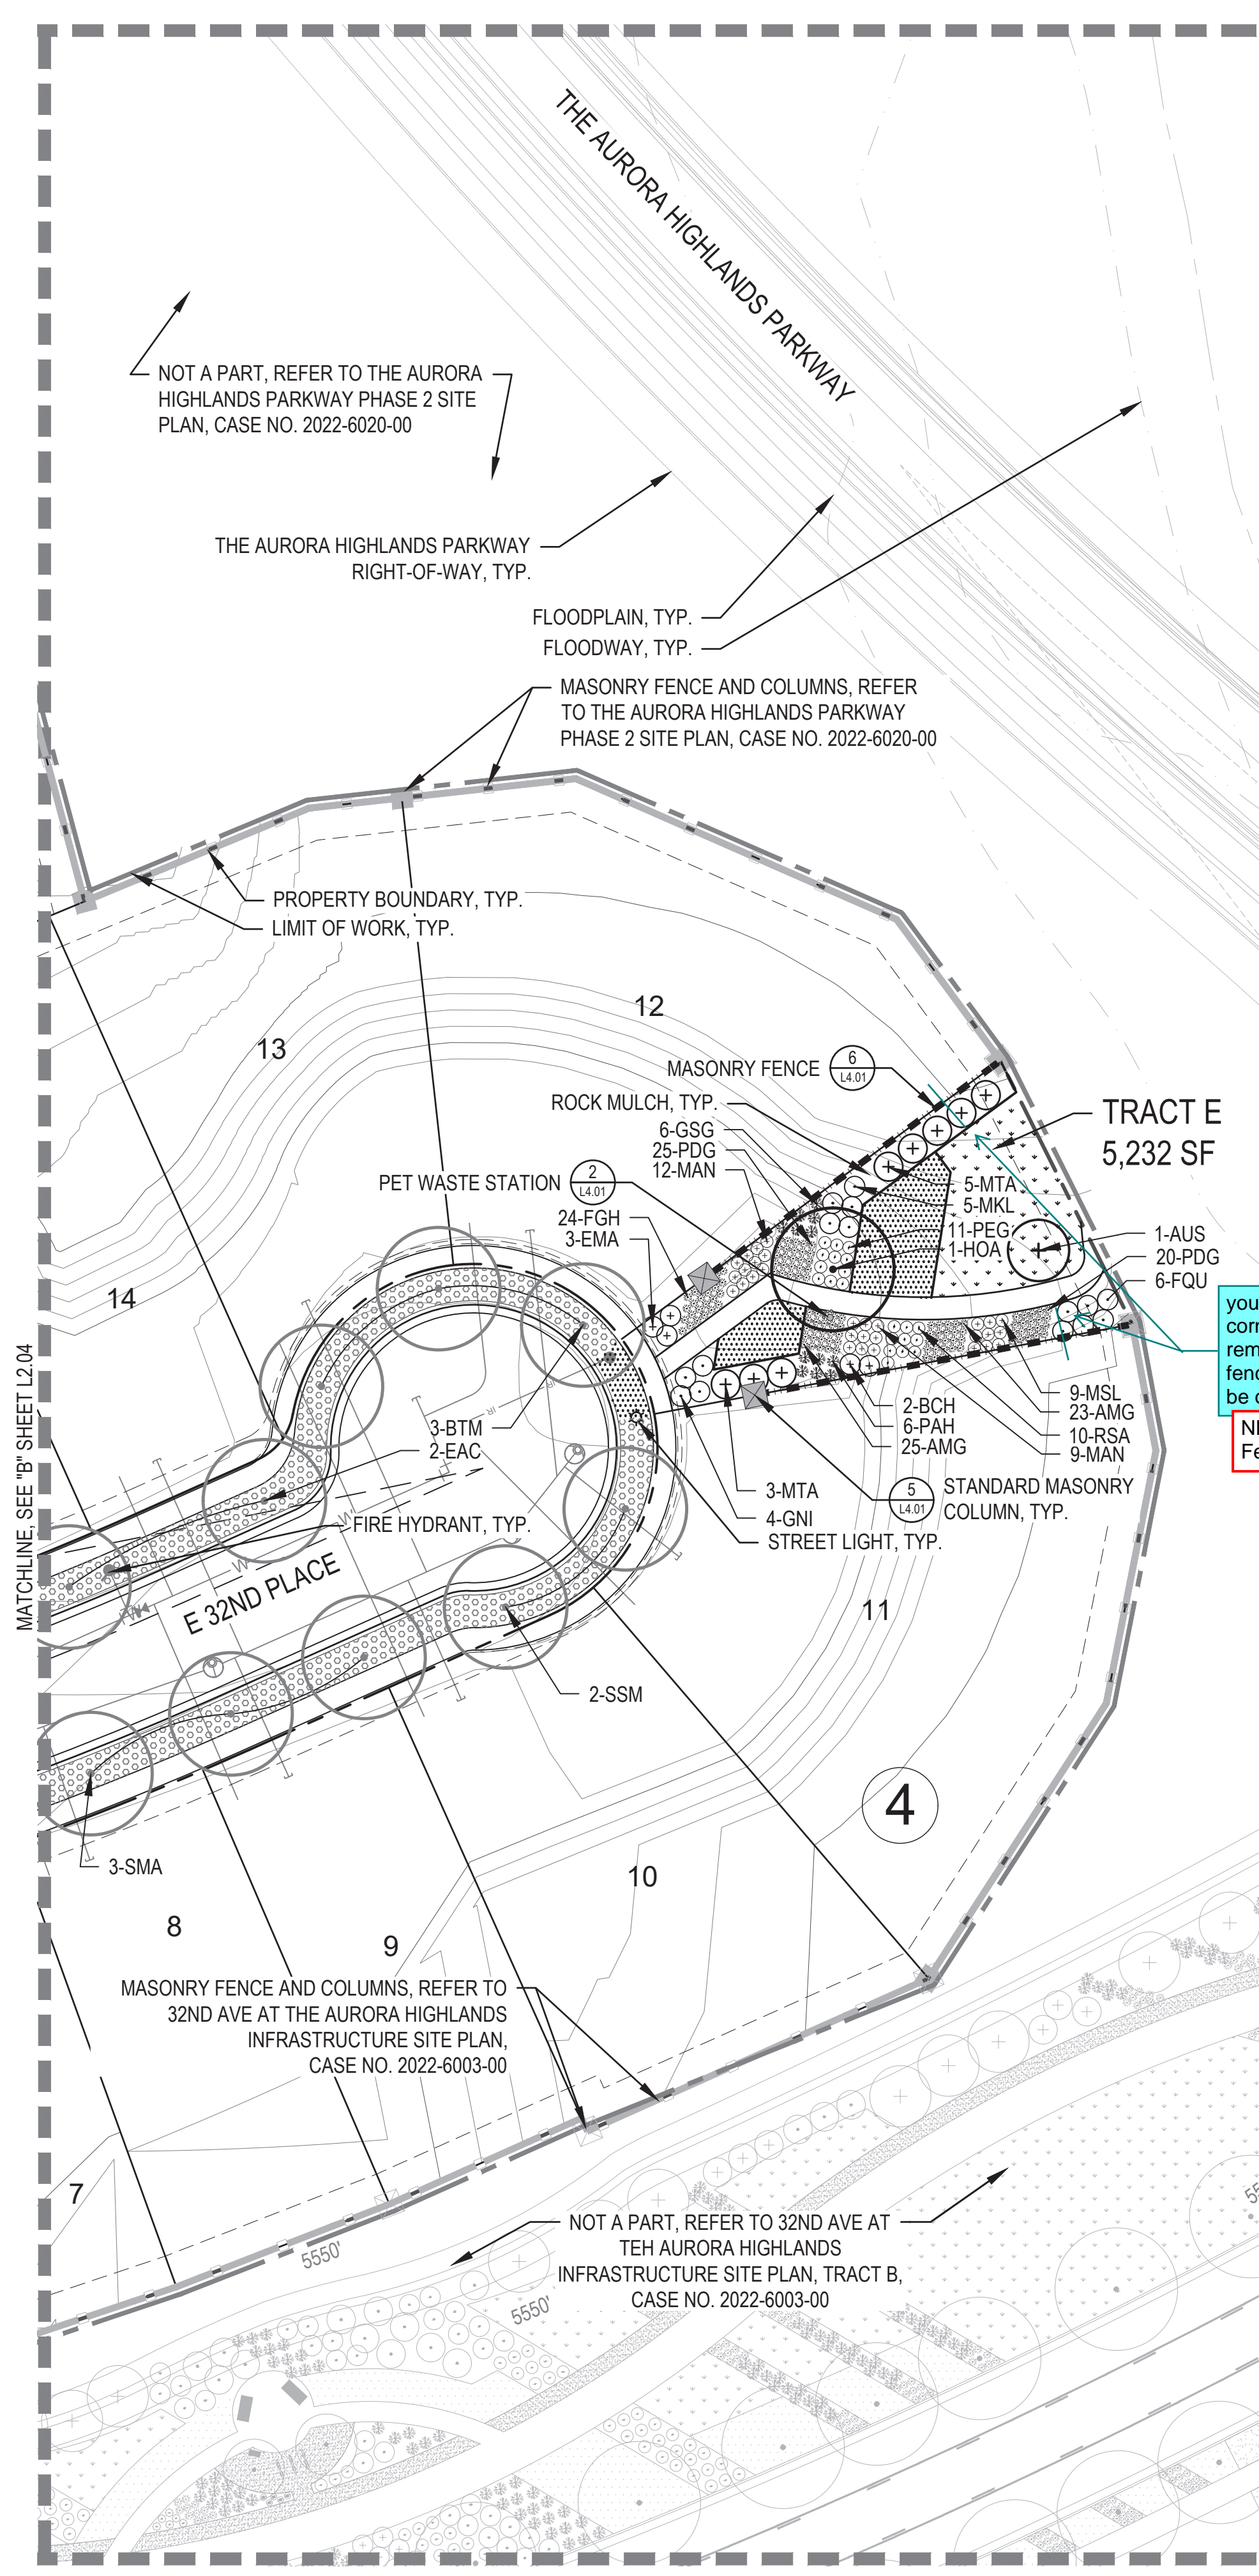 THE AURORA HIGHLANDS PARKWAY
NOT A PART, REFER TO THE AURORA
HIGHLANDS PARKWAY PHASE 2 SITE
PLAN, CASE NO. 2022-6020-00
THE AURORA HIGHLANDS PARKWAY
RIGHT-OF-WAY, TYP.
FLOODPLAIN, TYP.
FLOODWAY, TYP.
MASONRY FENCE AND COLUMNS, REFER
TO THE AURORA HIGHLANDS PARKWAY
PHASE 2 SITE PLAN, CASE NO. 2022-6020-00
PROPERTY BOUNDARY, TYP.
LIMIT OF WORK, TYP.
12
13
14
MASONRY FENCE
6
L4.01
ROCK MULCH, TYP.
6-GSG
25-PDG
12-MAN
PET WASTE STATION
2
L4.01
24-FGH
3-EMA
TRACT E
5,232 SF
5-MTA
5-MKL
11-PEG
1-HOA
1-AUS
20-PDG
6-FQU
you
corr
rem
fenc
be c
NI
Fe
9-MSL
23-AMG
10-RSA
9-MAN
2-BCH
6-PAH
25-AMG
3-MTA
4-GNI
STREET LIGHT, TYP.
5
L4.01
STANDARD MASONRY
COLUMN, TYP.
3-BTM
2-EAC
FIRE HYDRANT, TYP.
E 32ND PLACE
IR
IR
W
W
W
MATCHLINE, SEE "B" SHEET L2.04
11
2-SSM
4
3-SMA
10
8
9
7
MASONRY FENCE AND COLUMNS, REFER TO
32ND AVE AT THE AURORA HIGHLANDS
INFRASTRUCTURE SITE PLAN,
CASE NO. 2022-6003-00
NOT A PART, REFER TO 32ND AVE AT
TEH AURORA HIGHLANDS
INFRASTRUCTURE SITE PLAN, TRACT B,
CASE NO. 2022-6003-00
5550'
5550'
55